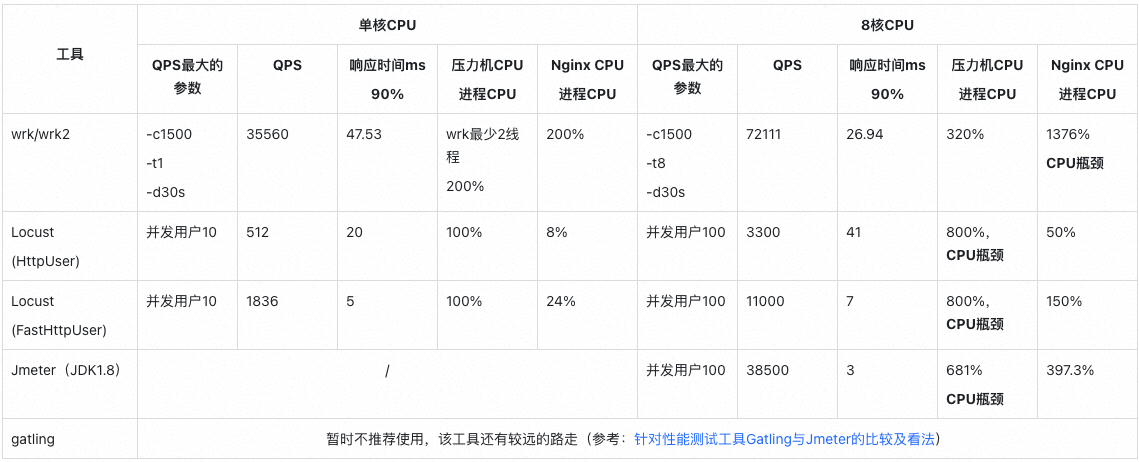 工具
单核CPU
8核CPU
QPS最大的
参数
QPS
响应时间ms
90%
压力机CPU
进程CPU
Nginx CPU
进程CPU
QPS最大的
参数
QPS
响应时间ms
90%
压力机CPU
进程CPU
Nginx CPU
进程CPU
wrk/wrk2
-c1500
-t1
-d30s
35560
47.53
wrk最少2线
程
200%
200%
-c1500
-t8
-d30s
72111
26.94
320%
1376%
CPU瓶颈
Locust
(HttpUser)
并发用户10
512
20
100%
8%
并发用户100
3300
41
800%，
CPU瓶颈
50%
Locust
(FastHttpUser)
并发用户10
1836
5
100%
24%
并发用户100
11000
7
800%，
CPU瓶颈
150%
Jmeter（JDK1.8）
/
并发用户100
38500
3
681%
CPU瓶颈
397.3%
gatling
暂时不推荐使用，该工具还有较远的路走（参考：针对性能测试工具Gatling与Jmeter的比较及看法）